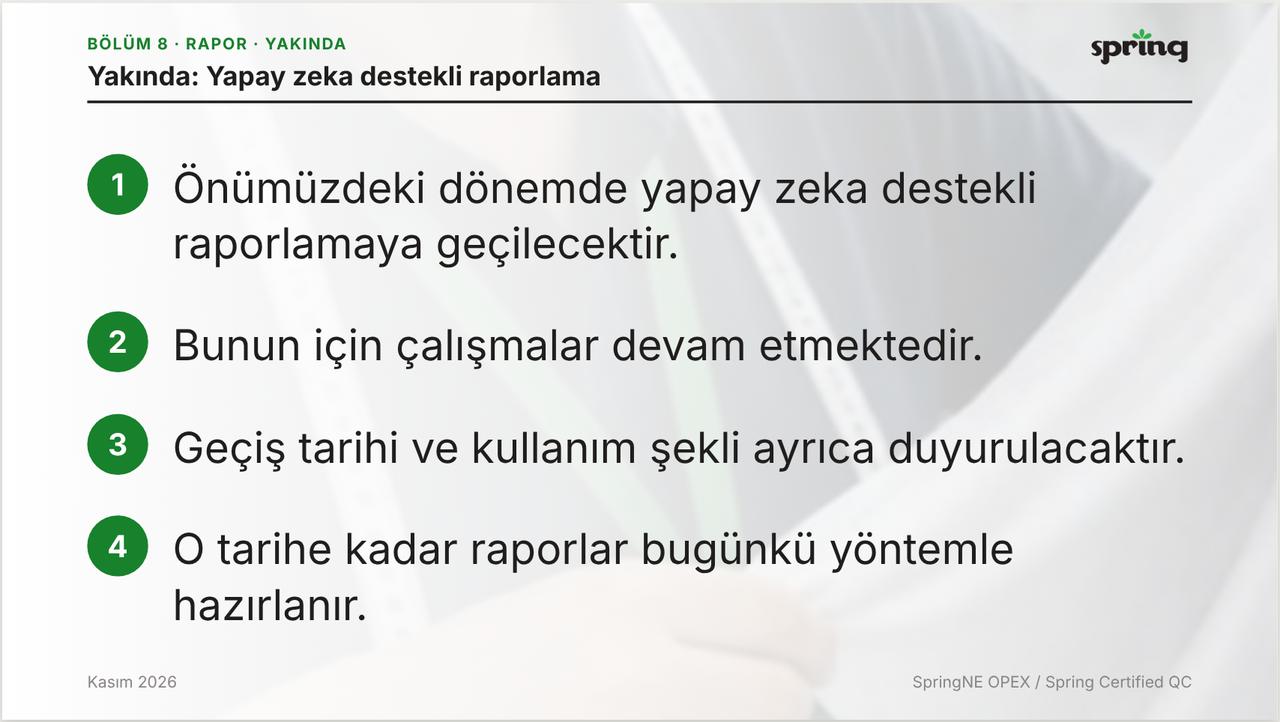 BÖLÜM 8 · RAPOR · YAKINDA
spring
Yakında: Yapay zeka destekli raporlama
1 Önümüzdeki dönemde yapay zeka destekli
raporlamaya geçilecektir.
2 Bunun için çalışmalar devam etmektedir.
3 Geçiş tarihi ve kullanım şekli ayrıca duyurulacaktır.
4 O tarihe kadar raporlar bugünkü yöntemle
hazırlanır.
Kasım 2026
SpringNE OPEX / Spring Certified QC